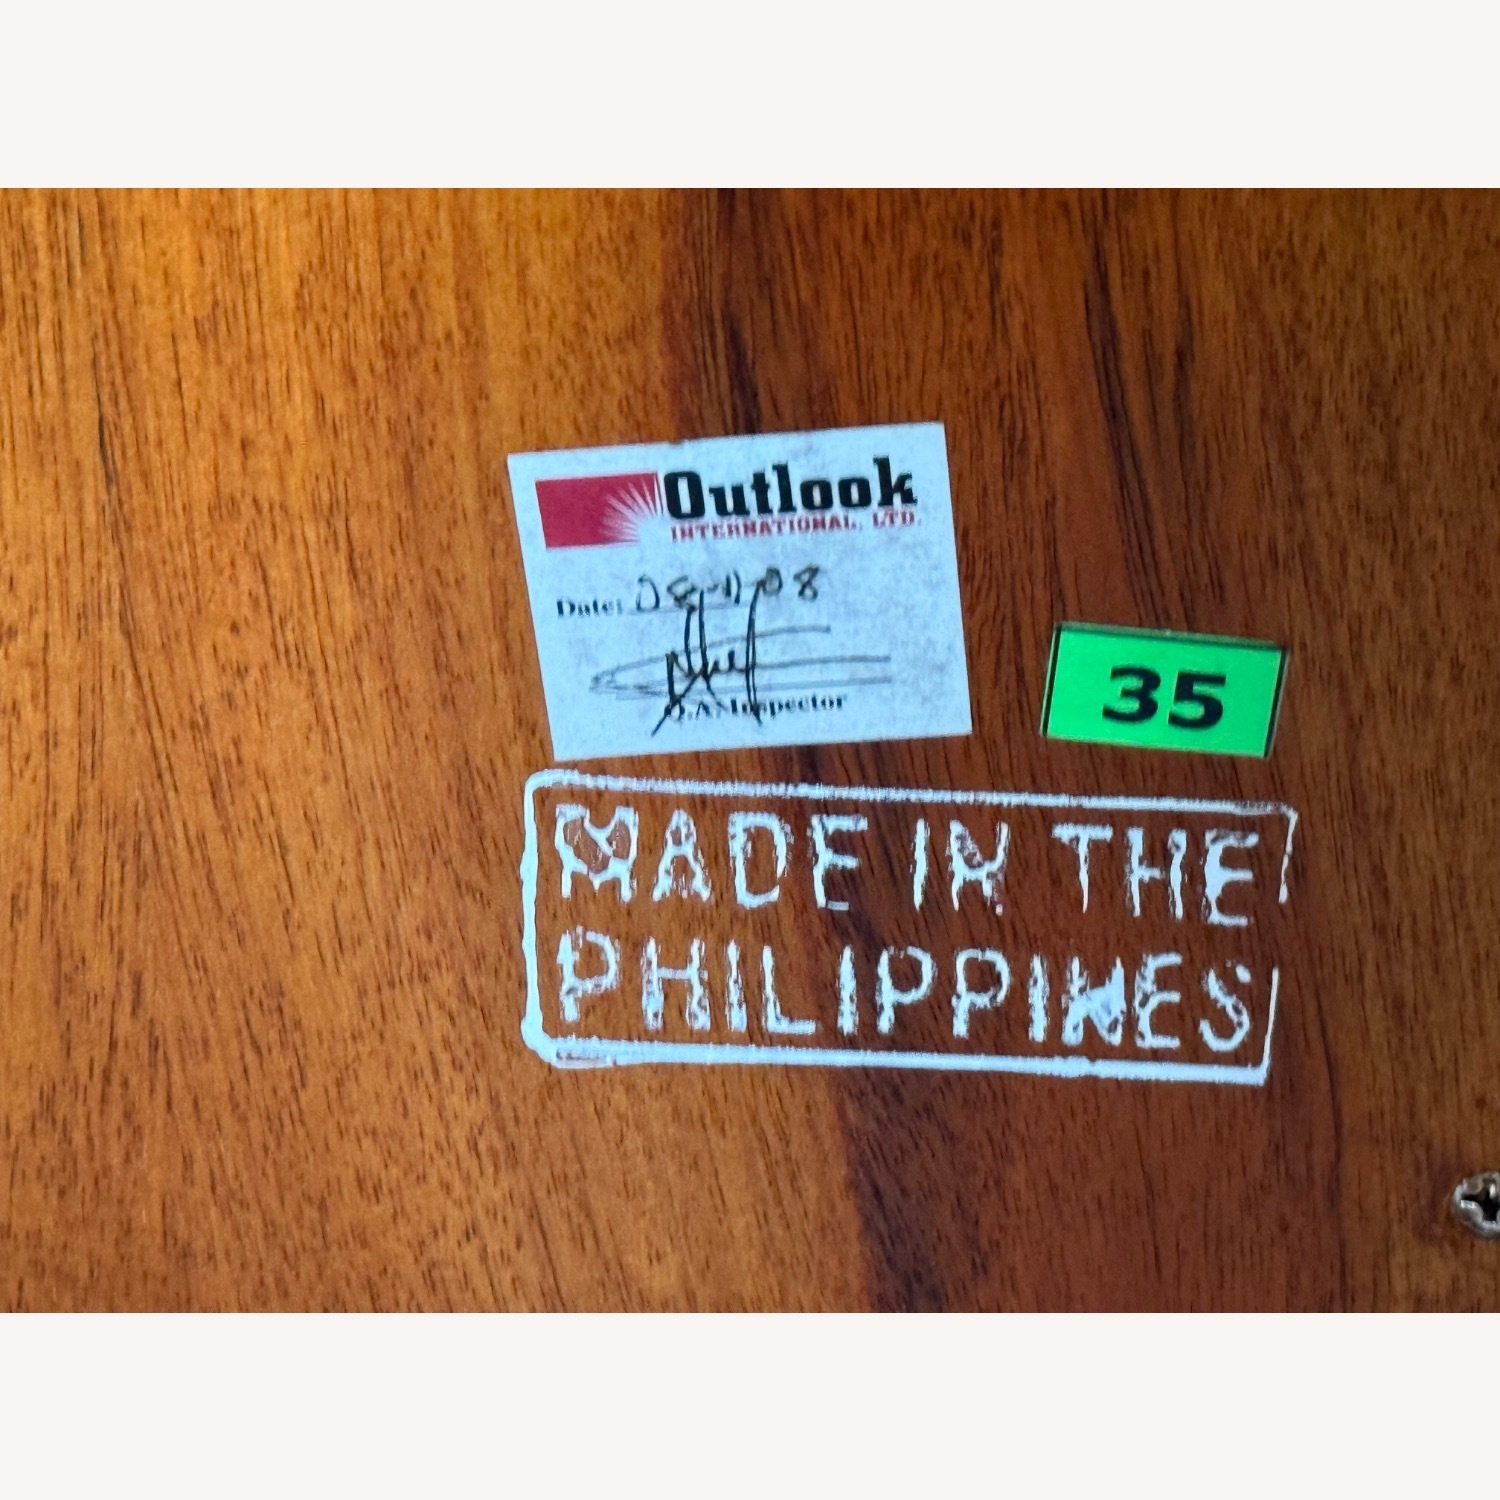 Outlook
INTERNATIONAL, LTD.
Date: 08-11-08
Q.A. Inspector
35
MADE IN THE
PHILIPPINES